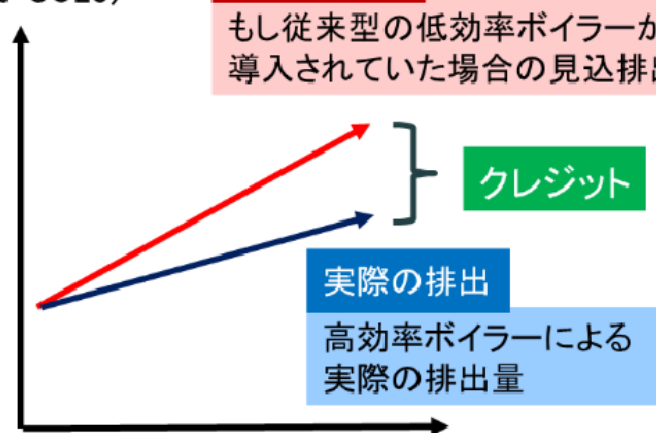 もし従来型の低効率ボイラーが
導入されていた場合の見込排出
クレジット
実際の排出
高効率ボイラーによる
実際の排出量